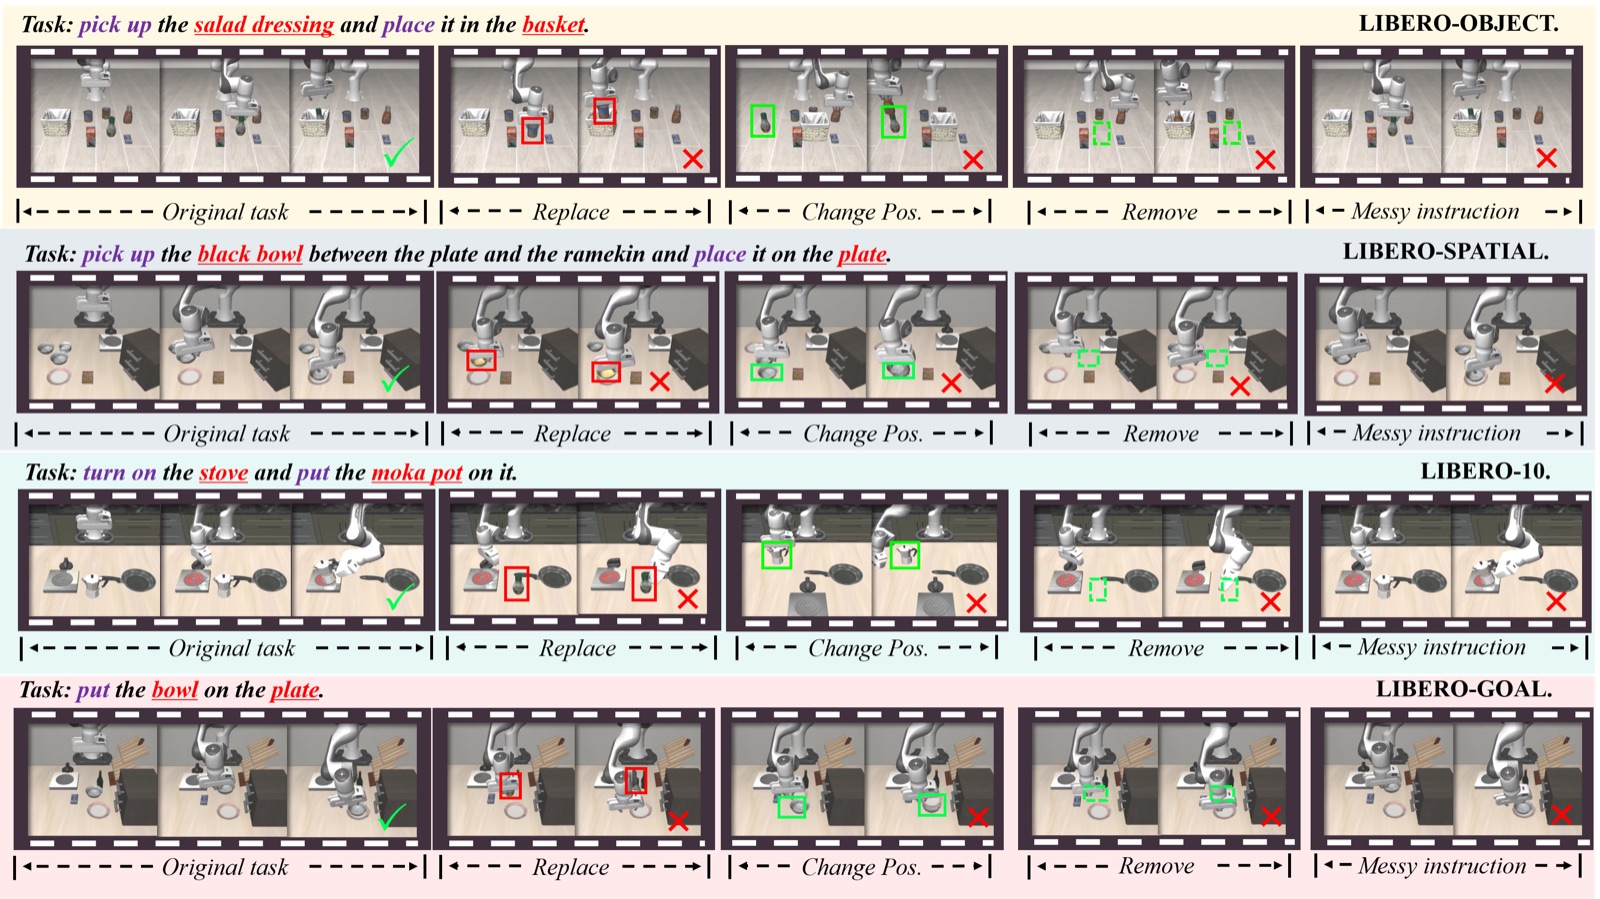 Task: pick up the salad dressing and place it in the basket. LIBERO-OBJECT.
Original task Replace Change Pos. Remove Messy instruction
Task: pick up the black bowl between the plate and the ramekin and place it on the plate. LIBERO-SPATIAL.
Original task Replace Change Pos. Remove Messy instruction
Task: turn on the stove and put the moka pot on it. LIBERO-10.
Original task Replace Change Pos. Remove Messy instruction
Task: put the bowl on the plate. LIBERO-GOAL.
Original task Replace Change Pos. Remove Messy instruction